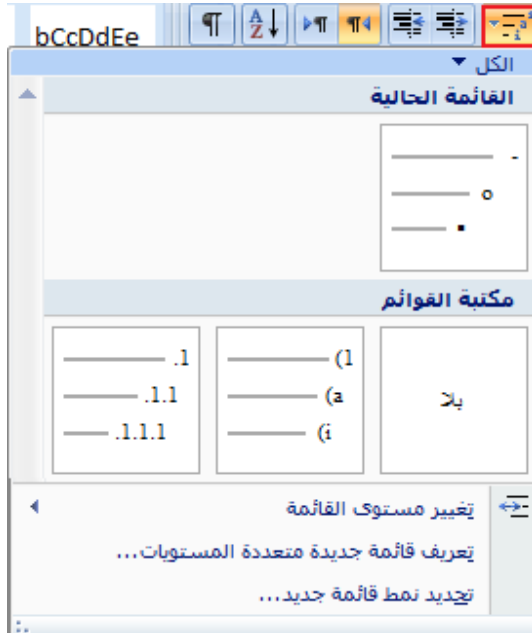 bCcDdEe
الكل
القائمة الحالية
-
o
▪
مكتبة القوائم
بلا
1)
a)
i)
1.
1.1.
1.1.1.
تغيير مستوى القائمة
تعريف قائمة جديدة متعددة المستويات...
تحديد نمط قائمة جديد...